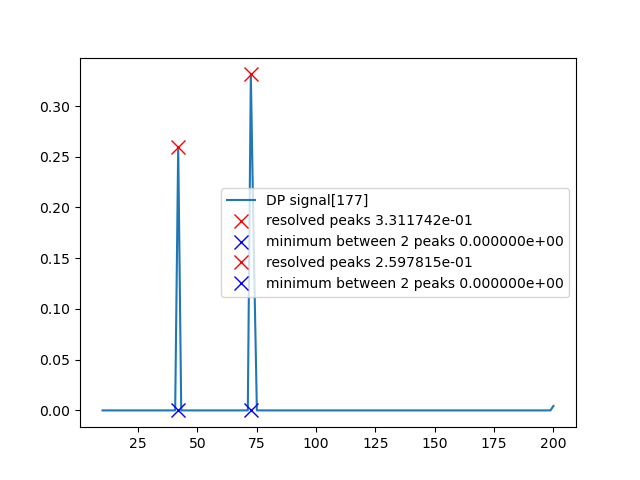 0.30
0.25
0.20
0.15
0.10
0.05
0.00
DP signal[177]
resolved peaks 3.311742e-01
minimum between 2 peaks 0.000000e+00
resolved peaks 2.597815e-01
minimum between 2 peaks 0.000000e+00
25 50 75 100 125 150 175 200